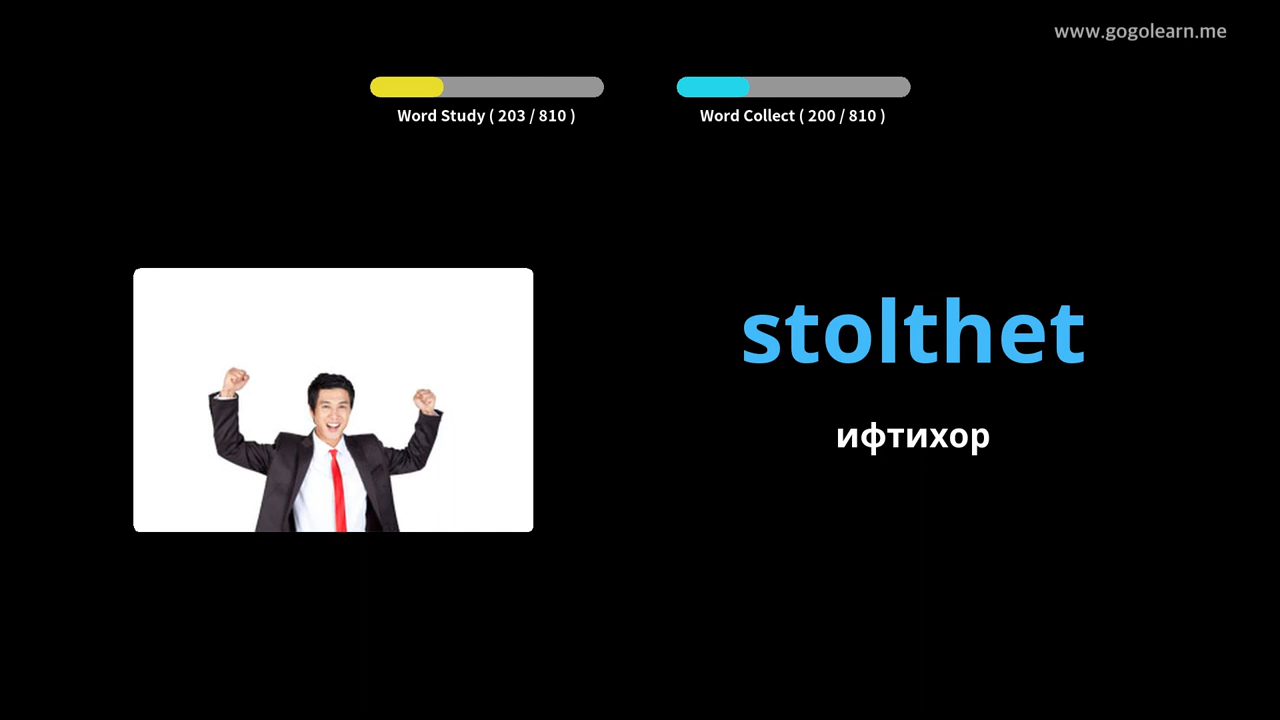 www.gogolearn.me
Word Study ( 203 / 810 )
Word Collect ( 200 / 810 )
stolthet
ифтихор